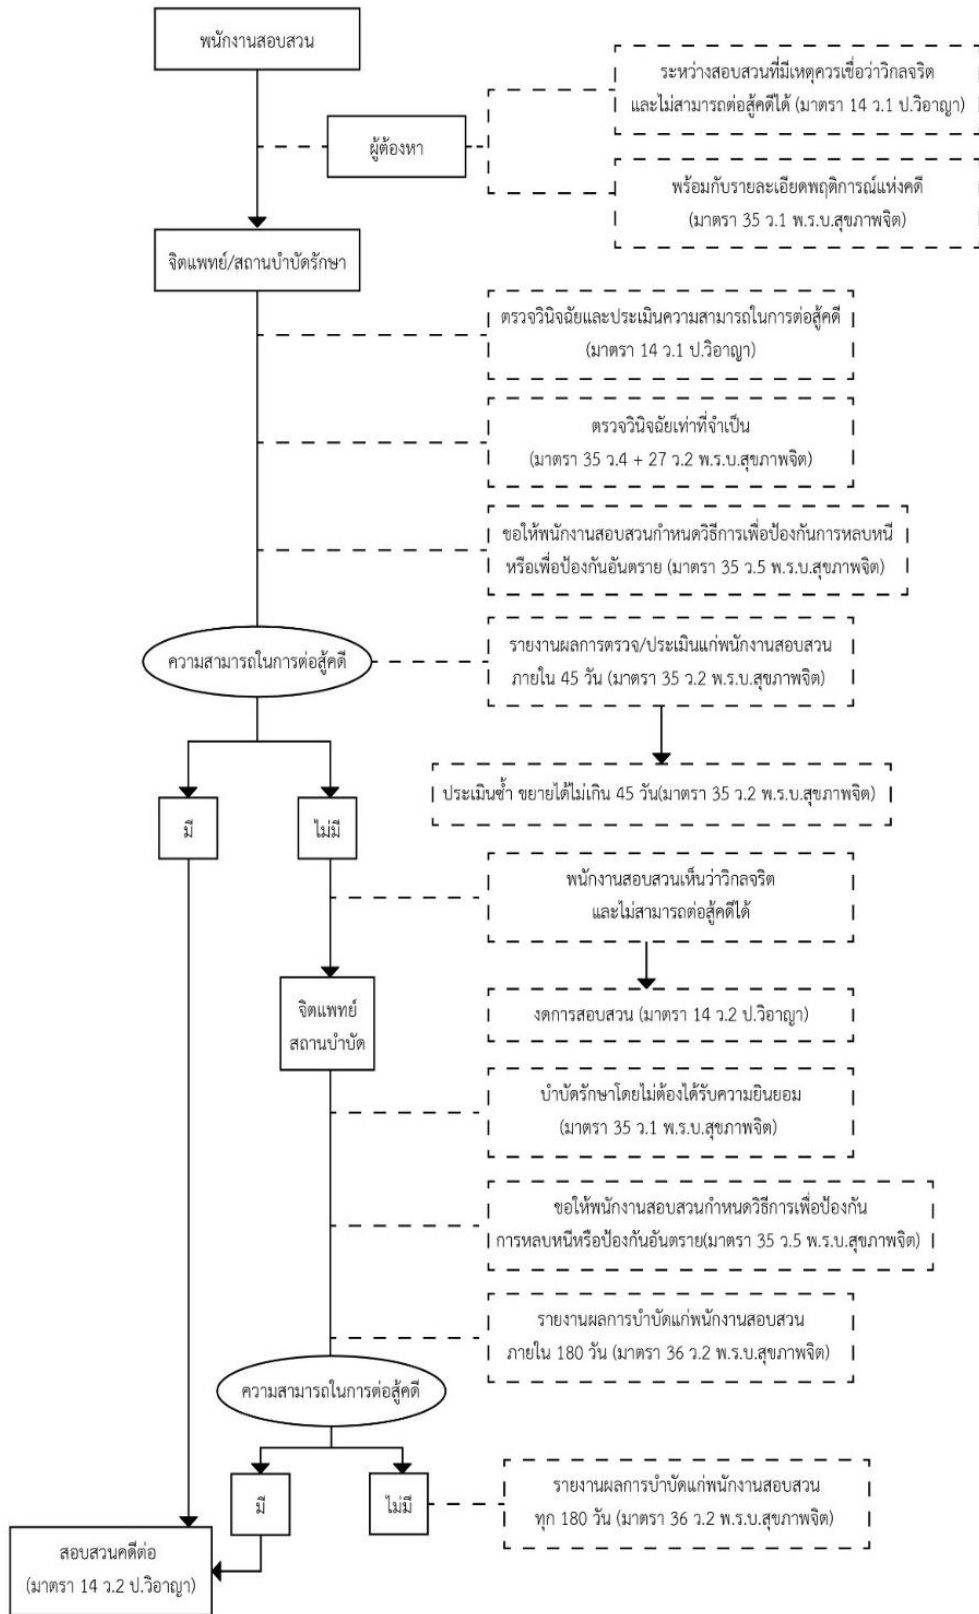 พนักงานสอบสวน
ระหว่างสอบสวนที่มีเหตุควรเชื่อว่าวิกลจริต
และไม่สามารถต่อสู้คดีได้ (มาตรา 14 ว.1 ป.วิอาญา)
ผู้ต้องหา
พร้อมกับรายละเอียดพฤติการณ์แห่งคดี
(มาตรา 35 ว.1 พ.ร.บ.สุขภาพจิต)
จิตแพทย์/สถานบำบัดรักษา
ตรวจวินิจฉัยและประเมินความสามารถในการต่อสู้คดี
(มาตรา 14 ว.1 ป.วิอาญา)
ตรวจวินิจฉัยเท่าที่จำเป็น
(มาตรา 35 ว.4 + 27 ว.2 พ.ร.บ.สุขภาพจิต)
ขอให้พนักงานสอบสวนกำหนดวิธีการเพื่อป้องกันการหลบหนี
หรือเพื่อป้องกันอันตราย (มาตรา 35 ว.5 พ.ร.บ.สุขภาพจิต)
ความสามารถในการต่อสู้คดี
รายงานผลการตรวจ/ประเมินแก่พนักงานสอบสวน
ภายใน 45 วัน (มาตรา 35 ว.2 พ.ร.บ.สุขภาพจิต)
ประเมินซ้ำ ขยายได้ไม่เกิน 45 วัน(มาตรา 35 ว.2 พ.ร.บ.สุขภาพจิต)
มี
ไม่มี
พนักงานสอบสวนเห็นว่าวิกลจริต
และไม่สามารถต่อสู้คดีได้
จิตแพทย์
สถานบำบัด
งดการสอบสวน (มาตรา 14 ว.2 ป.วิอาญา)
บำบัดรักษาโดยไม่ต้องได้รับความยินยอม
(มาตรา 35 ว.1 พ.ร.บ.สุขภาพจิต)
ขอให้พนักงานสอบสวนกำหนดวิธีการเพื่อป้องกัน
การหลบหนีหรือป้องกันอันตราย(มาตรา 35 ว.5 พ.ร.บ.สุขภาพจิต)
รายงานผลการบำบัดแก่พนักงานสอบสวน
ภายใน 180 วัน (มาตรา 36 ว.2 พ.ร.บ.สุขภาพจิต)
ความสามารถในการต่อสู้คดี
มี
ไม่มี
รายงานผลการบำบัดแก่พนักงานสอบสวน
ทุก 180 วัน (มาตรา 36 ว.2 พ.ร.บ.สุขภาพจิต)
สอบสวนคดีต่อ
(มาตรา 14 ว.2 ป.วิอาญา)